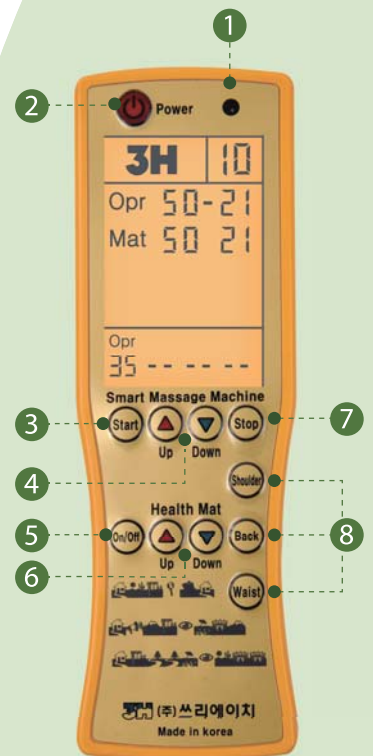 1
2 Power
3H 10
Opr 50-21
Mat 50 21
Opr
35 -- -- -- --
Smart Massage Machine
3 Start Stop 7
Up Down
4
Shoulder
Health Mat
5 On/Off Back 8
Up Down
6
Waist
3H (주)쓰리에이치
Made in korea